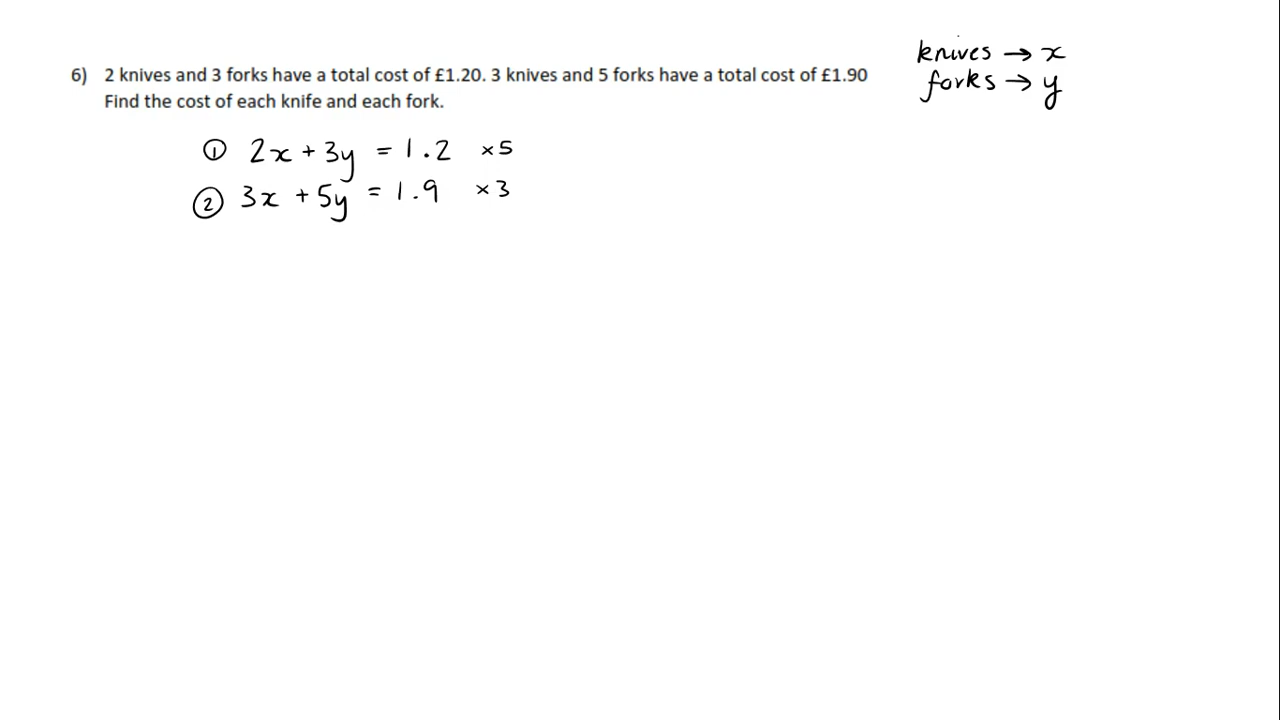 knives → x
6) 2 knives and 3 forks have a total cost of £1.20. 3 knives and 5 forks have a total cost of £1.90
forks → y
Find the cost of each knife and each fork.
① 2x + 3y = 1.2 ×5
② 3x + 5y = 1.9 ×3